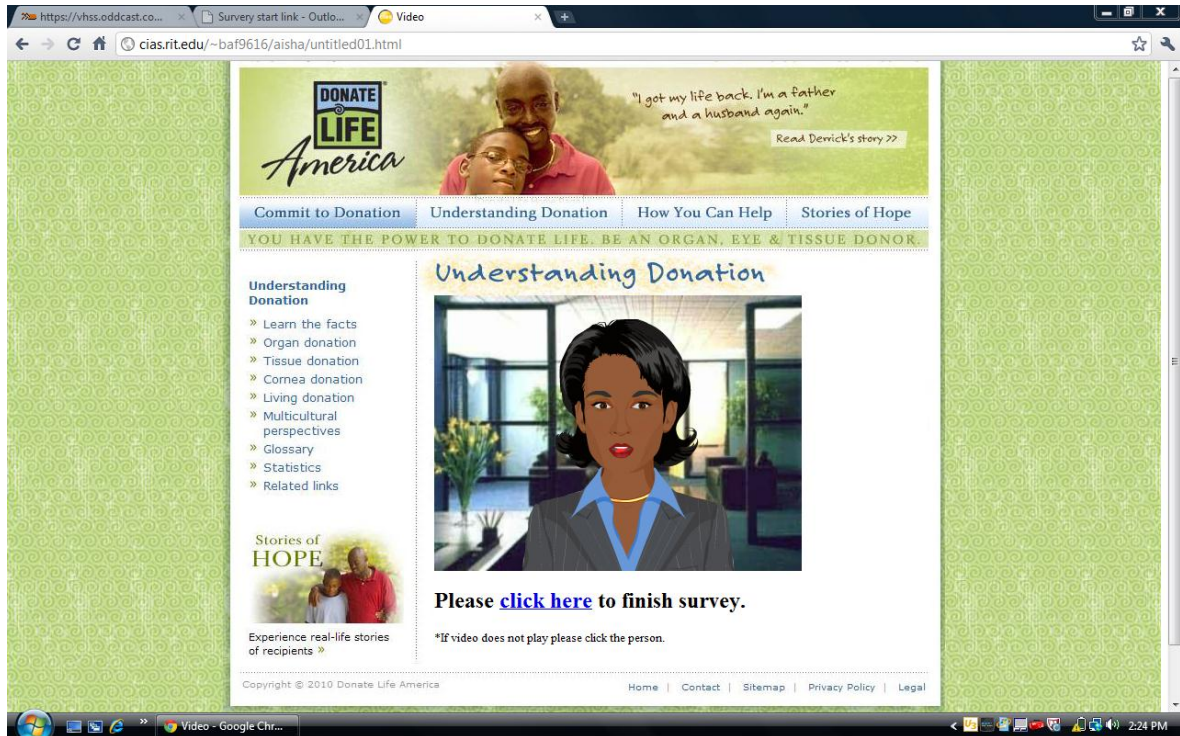 https://vhss.oddcast.co...
Survery start link - Outlo...
Video
cias.rit.edu/~baf9616/aisha/untitled01.html
DONATE
LIFE
America
"I got my life back. I'm a father
and a husband again."
Read Derrick's story >>
Commit to Donation
Understanding Donation
How You Can Help
Stories of Hope
YOU HAVE THE POWER TO DONATE LIFE. BE AN ORGAN, EYE & TISSUE DONOR.
Understanding
Donation
» Learn the facts
» Organ donation
» Tissue donation
» Cornea donation
» Living donation
» Multicultural
perspectives
» Glossary
» Statistics
» Related links
Stories of
HOPE
Experience real-life stories
of recipients »
Understanding Donation
Please click here to finish survey.
*If video does not play please click the person.
Copyright © 2010 Donate Life America
Home | Contact | Sitemap | Privacy Policy | Legal
Video - Google Chr...
2:24 PM